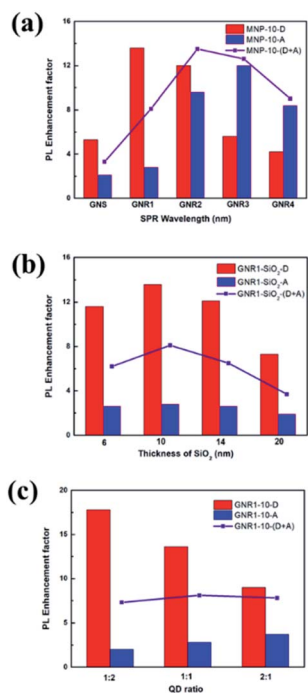 (a)
MNP-10-D
MNP-10-A
MNP-10-(D+A)
PL Enhancement factor
16
12
8
4
0
GNS GNR1 GNR2 GNR3 GNR4
SPR Wavelength (nm)
(b)
GNR1-SiO₂-D
GNR1-SiO₂-A
GNR1-SiO₂-(D+A)
PL Enhancement factor
16
12
8
4
0
6 10 14 20
Thickness of SiO₂ (nm)
(c)
GNR1-10-D
GNR1-10-A
GNR1-10-(D+A)
PL Enhancement factor
20
15
10
5
0
1:2 1:1 2:1
QD ratio